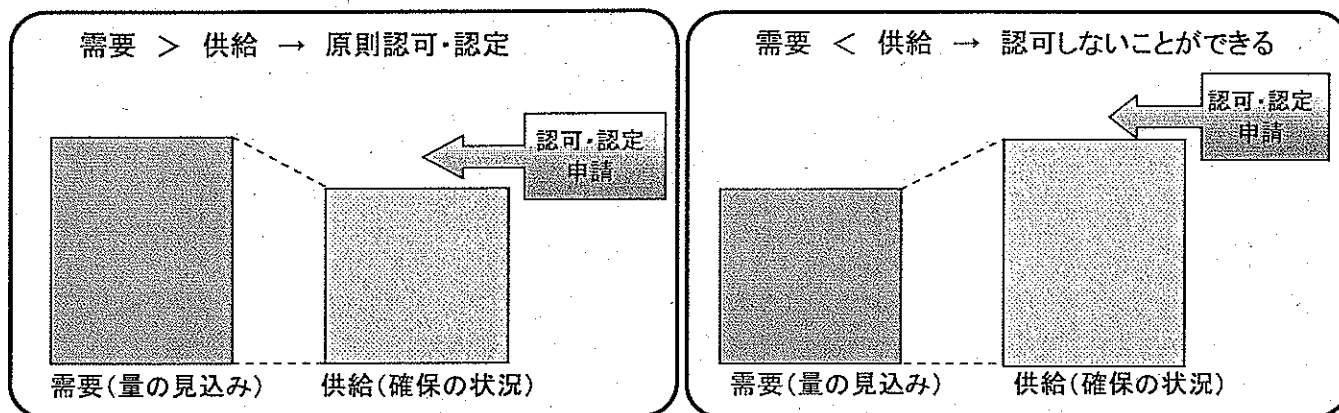 需要 ＞ 供給 → 原則認可・認定
認可・認定
申請
需要(量の見込み)
供給(確保の状況)
需要 ＜ 供給 → 認可しないことができる
認可・認定
申請
需要(量の見込み)
供給(確保の状況)